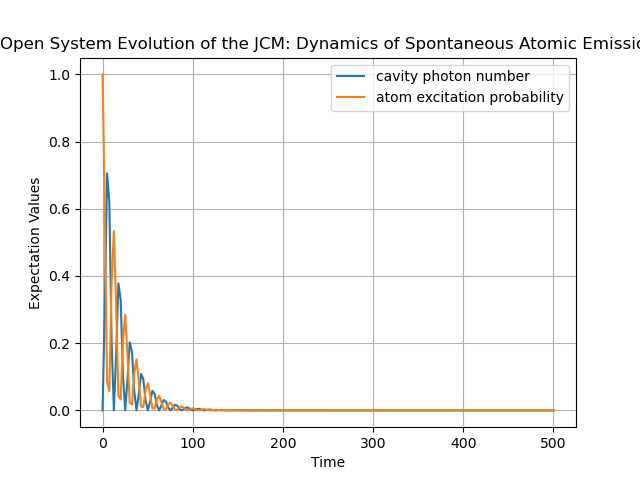 Open System Evolution of the JCM: Dynamics of Spontaneous Atomic Emissio
cavity photon number
atom excitation probability
1.0
0.8
0.6
0.4
0.2
0.0
Expectation Values
0 100 200 300 400 500
Time